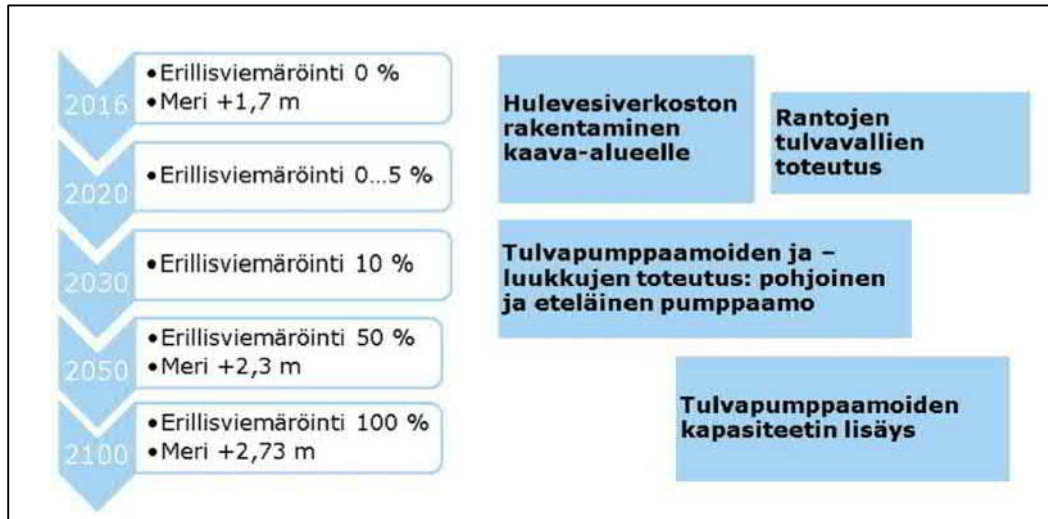 2016
•Erillisviemäröinti 0 %
•Meri +1,7 m
2020
•Erillisviemäröinti 0...5 %
2030
•Erillisviemäröinti 10 %
2050
•Erillisviemäröinti 50 %
•Meri +2,3 m
2100
•Erillisviemäröinti 100 %
•Meri +2,73 m
Hulevesiverkoston
rakentaminen
kaava-alueelle
Rantojen
tulvavallien
toteutus
Tulvapumppaamoiden ja –
luukkujen toteutus: pohjoinen
ja eteläinen pumppaamo
Tulvapumppaamoiden
kapasiteetin lisäys